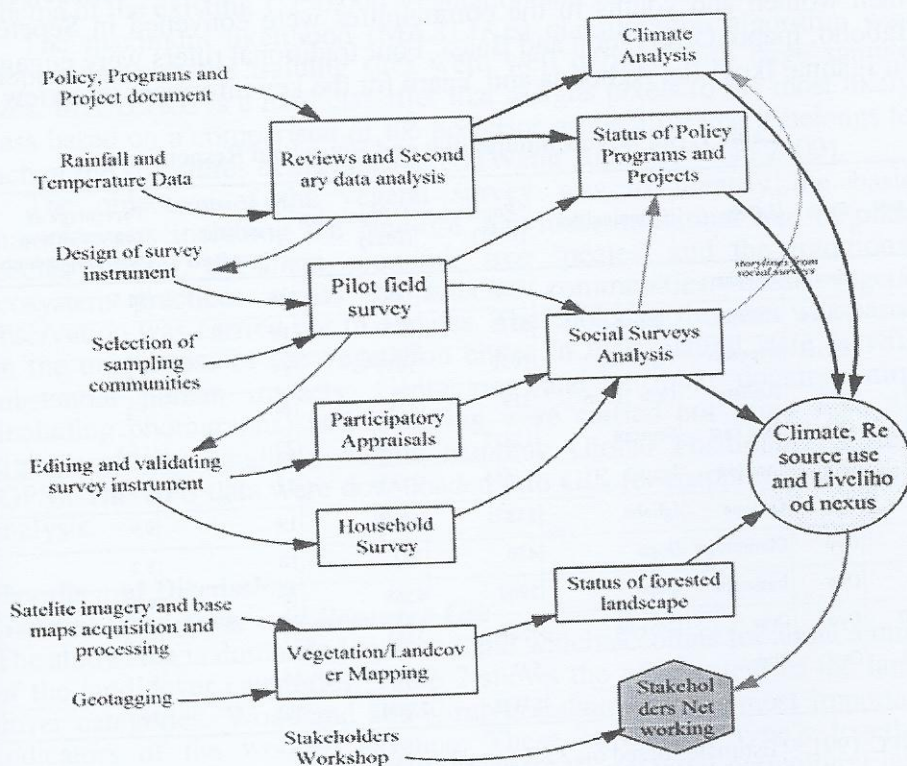 Climate
Analysis
Policy, Programs and
Project document
Rainfall and
Temperature Data
Reviews and Second
ary data analysis
Status of Policy
Programs and
Projects
Design of survey
instrument
storylines from
social surveys
Pilot field
survey
Selection of
sampling
communities
Social Surveys
Analysis
Participatory
Appraisals
Editing and validating
survey instrument
Climate, Re
source use
and Liveliho
od nexus
Household
Survey
Status of forested
landscape
Satelite imagery and base
maps acquisition and
processing
Vegetation/Landcov
er Mapping
Geotagging
Stakehol
ders Net
working
Stakeholders
Workshop